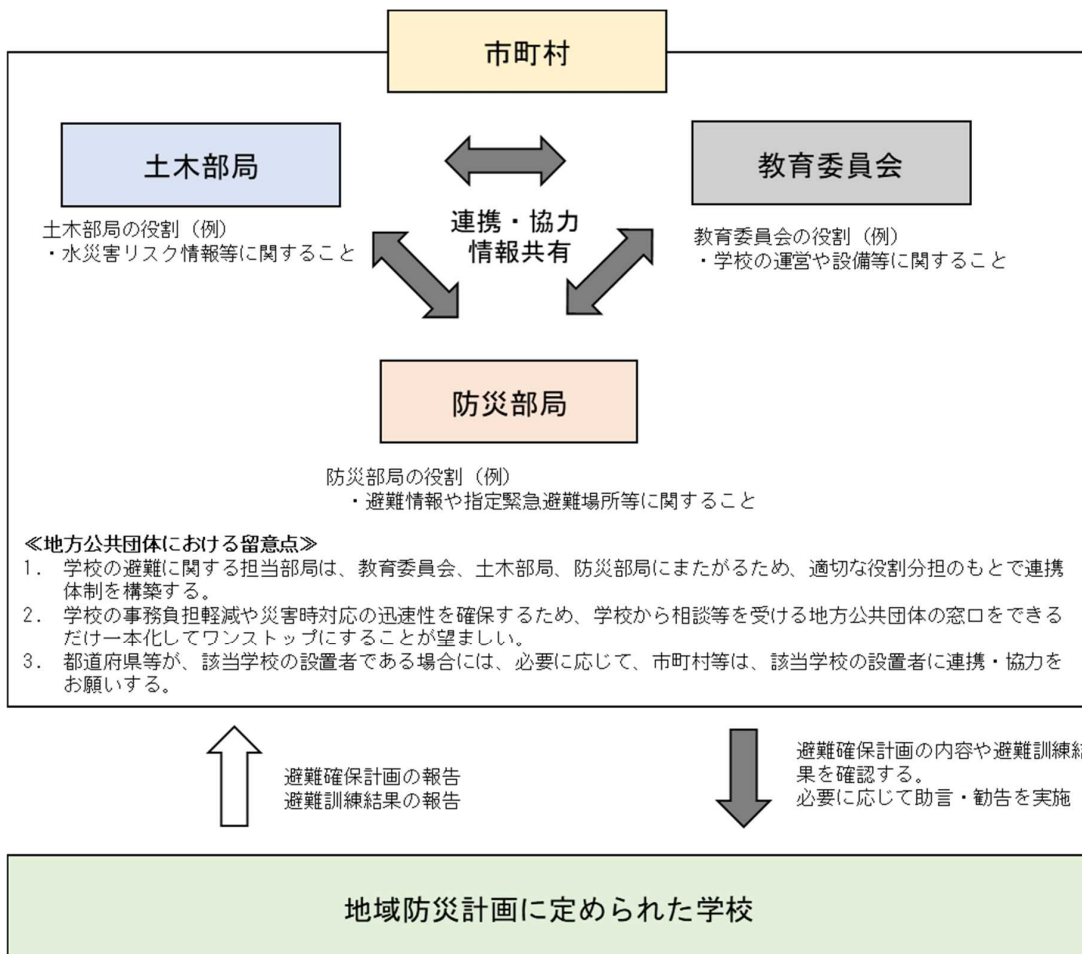 市町村
土木部局
教育委員会
土木部局の役割（例）
・水災害リスク情報等に関すること
連携・協力
情報共有
教育委員会の役割（例）
・学校の運営や設備等に関すること
防災部局
防災部局の役割（例）
・避難情報や指定緊急避難場所等に関すること
≪地方公共団体における留意点≫
1. 学校の避難に関する担当部局は、教育委員会、土木部局、防災部局にまたがるため、適切な役割分担のもとで連携
体制を構築する。
2. 学校の事務負担軽減や災害時対応の迅速性を確保するため、学校から相談等を受ける地方公共団体の窓口をできる
だけ一本化してワンストップにすることが望ましい。
3. 都道府県等が、該当学校の設置者である場合には、必要に応じて、市町村等は、該当学校の設置者に連携・協力を
お願いする。
避難確保計画の報告
避難訓練結果の報告
避難確保計画の内容や避難訓練結
果を確認する。
必要に応じて助言・勧告を実施
地域防災計画に定められた学校